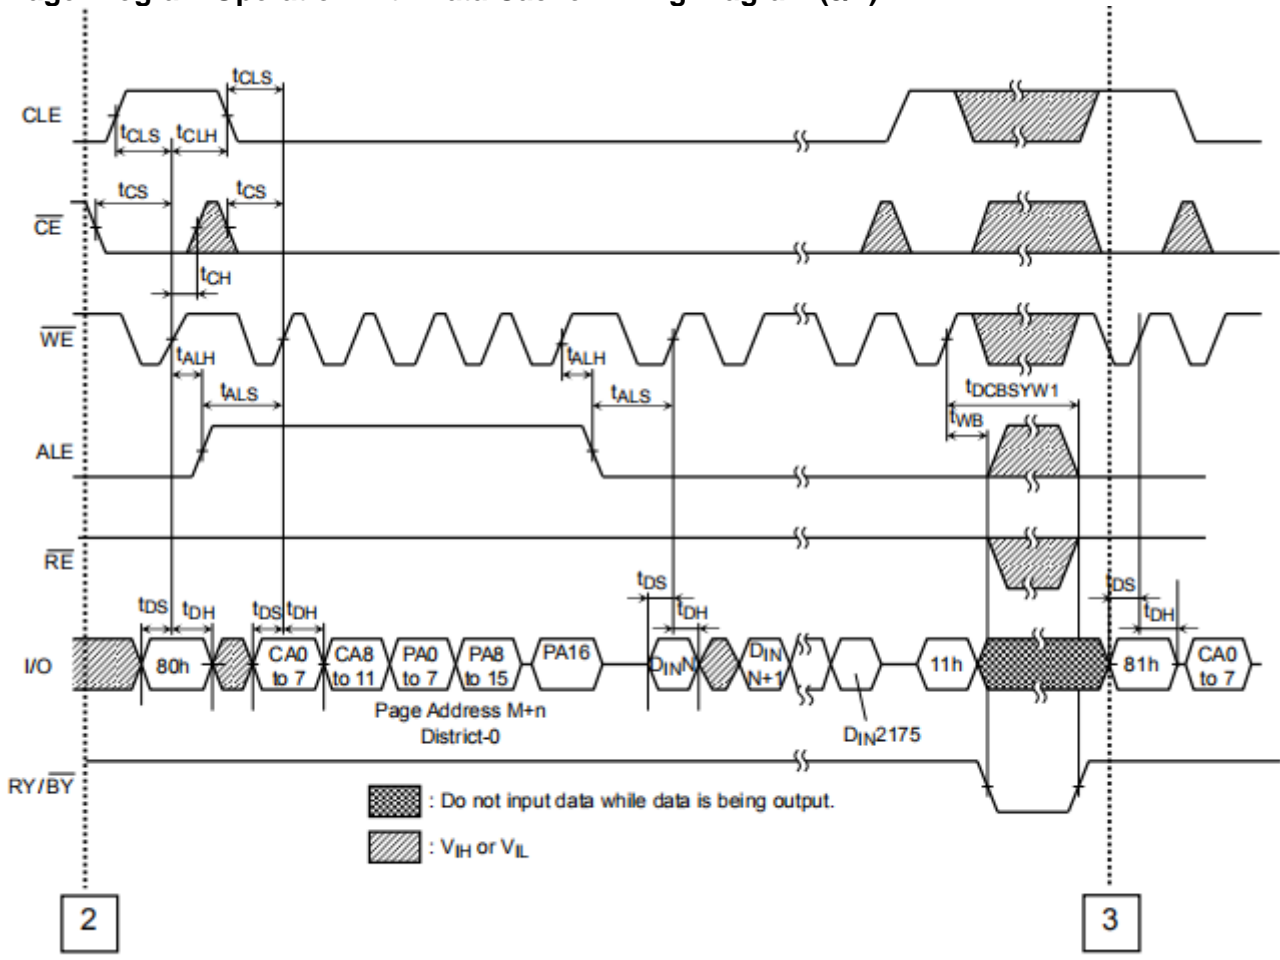 tCLS
CLE
tCLS tCLH
tCS tCS
CE
tCH
WE
tALH tALH
tALS tALS tDCBSYW1
tWB
ALE
RE
tDS tDH tDS tDH tDS tDH tDS tDH
I/O 80h CA0 to 7 CA8 to 11 PA0 to 7 PA8 to 15 PA16 DINN DIN N+1 11h 81h CA0 to 7
Page Address M+n
District-0
DIN2175
RY/BY
: Do not input data while data is being output.
: VIH or VIL
2 3